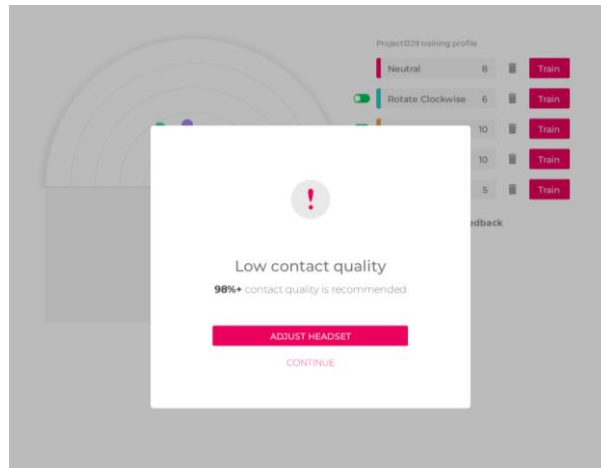 Project1229 training profile
Neutral 8 Train
Rotate Clockwise 6 Train
10 Train
10 Train
5 Train
edback
!
Low contact quality
98%+ contact quality is recommended
ADJUST HEADSET
CONTINUE